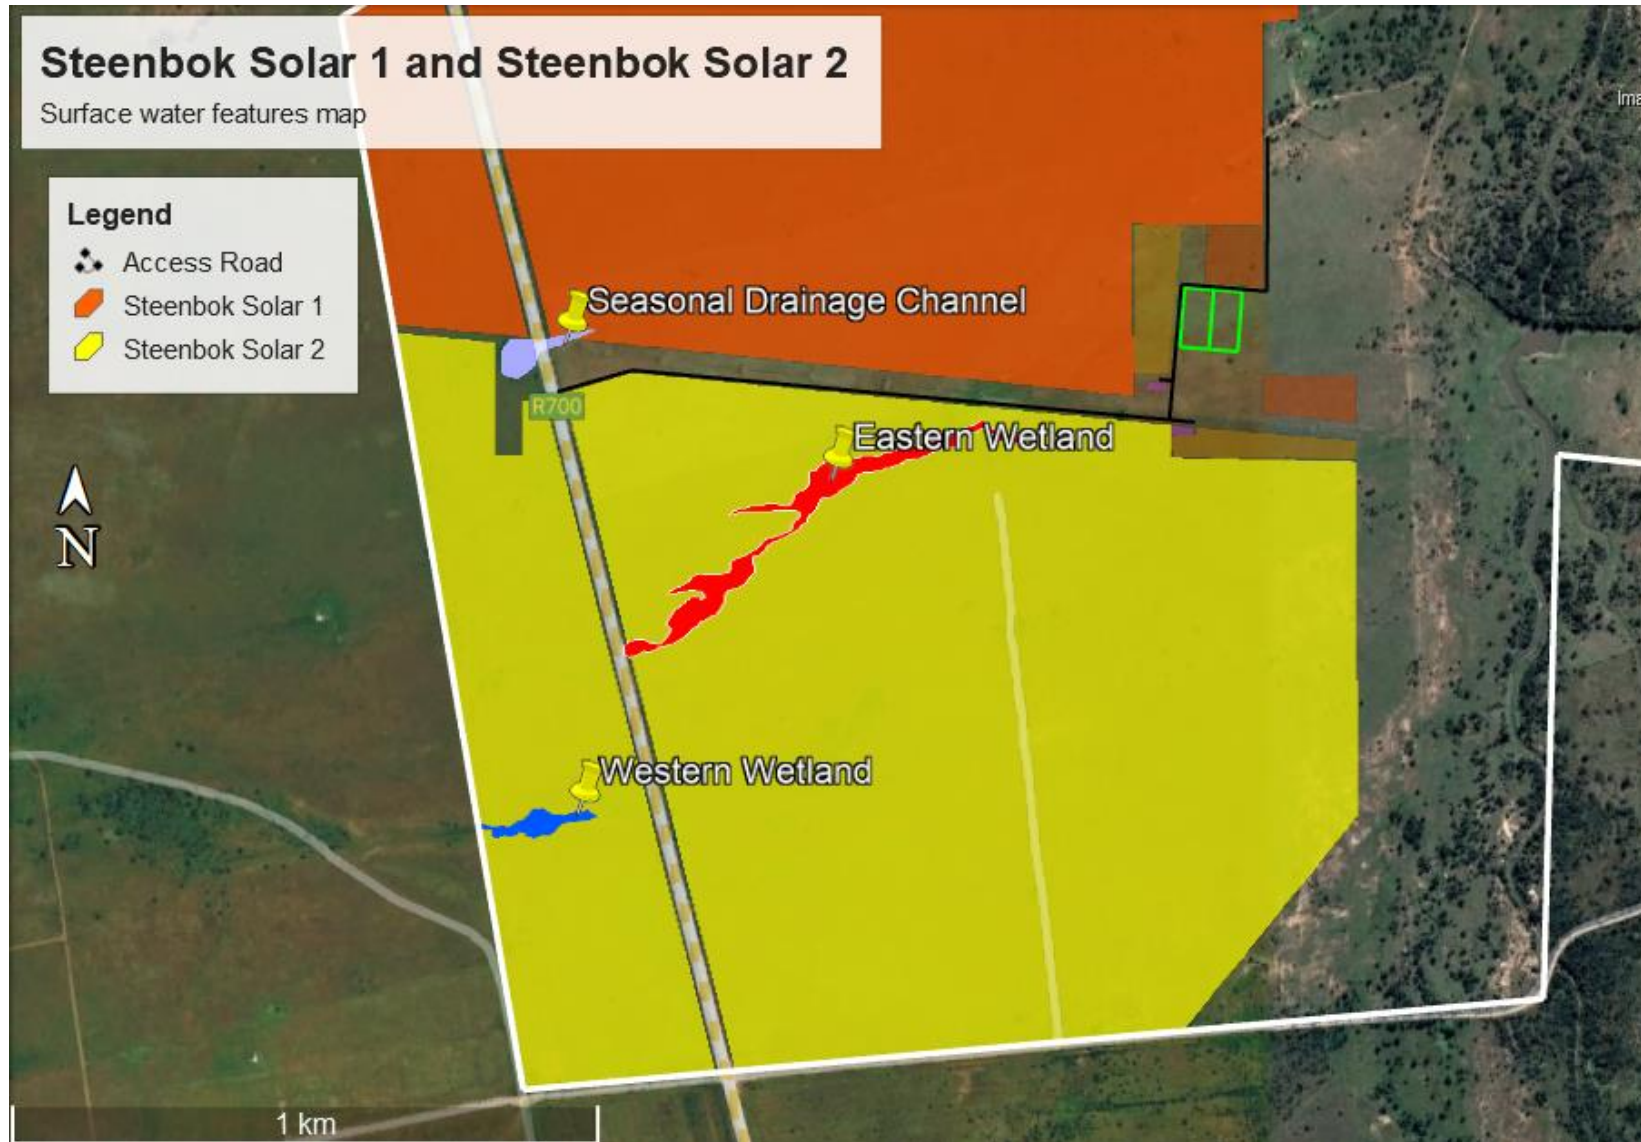 Steenbok Solar 1 and Steenbok Solar 2
Surface water features map
Legend
Access Road
Steenbok Solar 1
Steenbok Solar 2
Seasonal Drainage Channel
R700
Eastern Wetland
N
Western Wetland
1 km